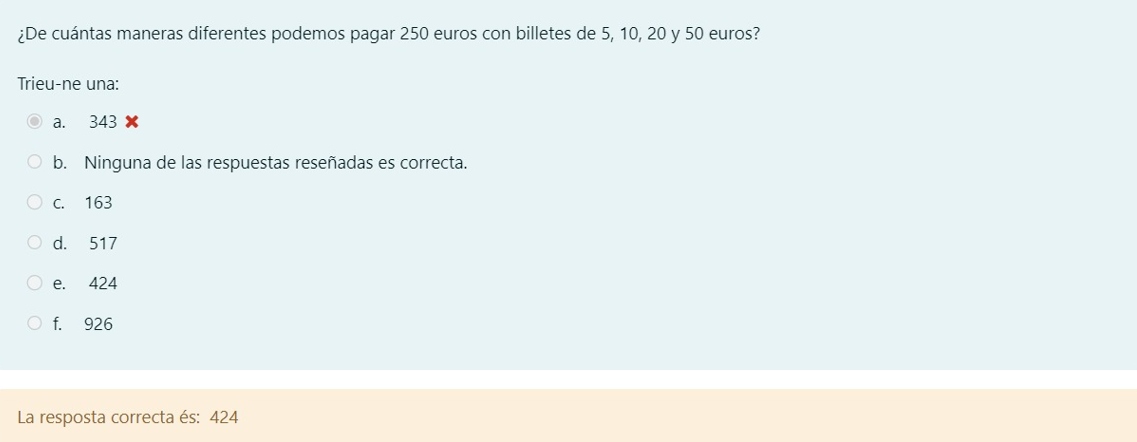 ¿De cuántas maneras diferentes podemos pagar 250 euros con billetes de 5, 10, 20 y 50 euros?
Trieu-ne una:
a. 343
b. Ninguna de las respuestas reseñadas es correcta.
c. 163
d. 517
e. 424
f. 926
La resposta correcta és: 424